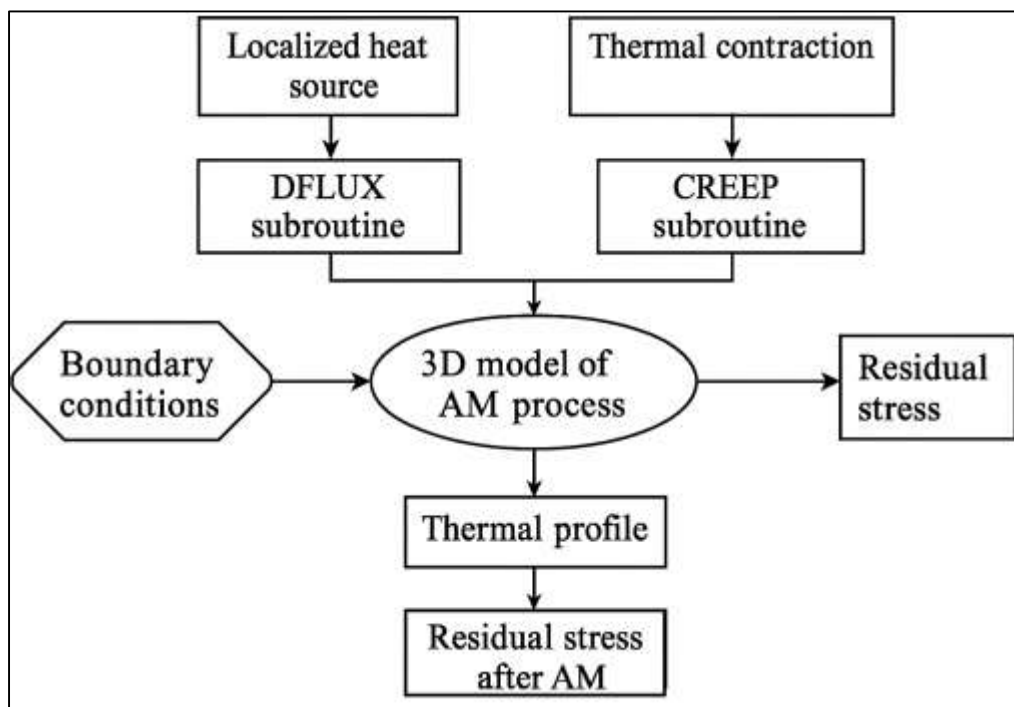 Localized heat
source
Thermal contraction
DFLUX
subroutine
CREEP
subroutine
Boundary
conditions
3D model of
AM process
Residual
stress
Thermal profile
Residual stress
after AM